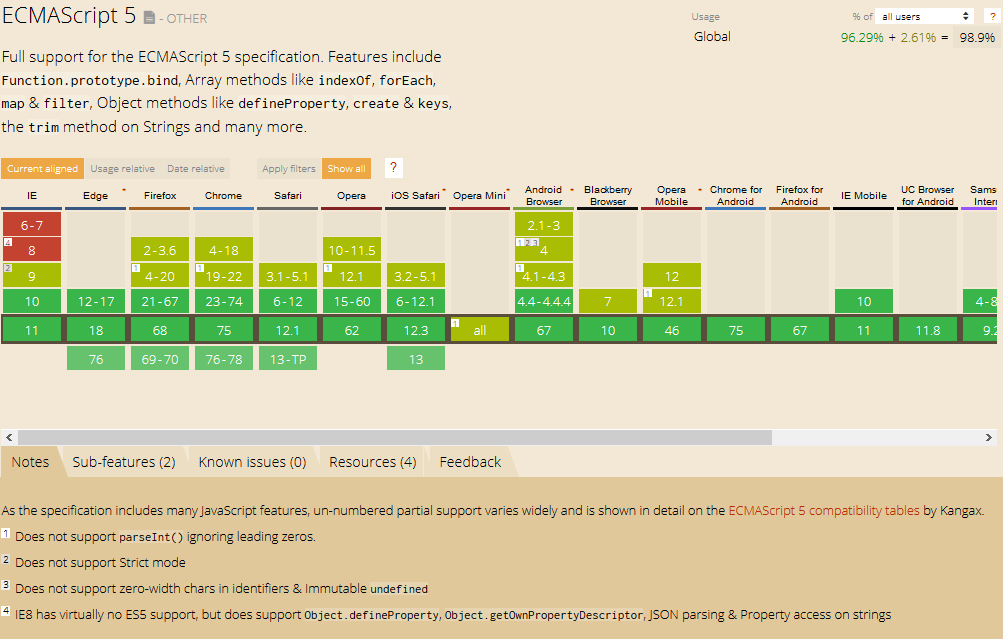 ECMAScript 5 - OTHER
Usage % of all users ?
Global 96.29% + 2.61% = 98.9%
Full support for the ECMAScript 5 specification. Features include
Function.prototype.bind, Array methods like indexOf, forEach,
map & filter, Object methods like defineProperty, create & keys,
the trim method on Strings and many more.
Current aligned Usage relative Date relative Apply filters Show all ?
IE Edge * Firefox Chrome Safari Opera iOS Safari * Opera Mini * Android Browser * Blackberry Browser Opera Mobile * Chrome for Android Firefox for Android IE Mobile UC Browser for Android Sams Inter
6-7 2.1-3
4 8 2-3.6 4-18 10-11.5 1 2 3 4
2 9 1 4-20 1 19-22 3.1-5.1 1 12.1 3.2-5.1 1 4.1-4.3 12
10 12-17 21-67 23-74 6-12 15-60 6-12.1 4.4-4.4.4 7 1 12.1 10 4-8
11 18 68 75 12.1 62 12.3 1 all 67 10 46 75 67 11 11.8 9.2
76 69-70 76-78 13-TP 13
Notes Sub-features (2) Known issues (0) Resources (4) Feedback
As the specification includes many JavaScript features, un-numbered partial support varies widely and is shown in detail on the ECMAScript 5 compatibility tables by Kangax.
1 Does not support parseInt() ignoring leading zeros.
2 Does not support Strict mode
3 Does not support zero-width chars in identifiers & Immutable undefined
4 IE8 has virtually no ES5 support, but does support Object.defineProperty, Object.getOwnPropertyDescriptor, JSON parsing & Property access on strings